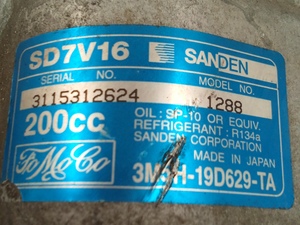 SD7V16 SANDEN
SERIAL NO. MODEL NO.
3115312624 1288
200cc OIL: SP-10 OR EQUIV.
REFRIGERANT: R134a
SANDEN CORPORATION
MADE IN JAPAN
FoMoCo
-19D629-TA